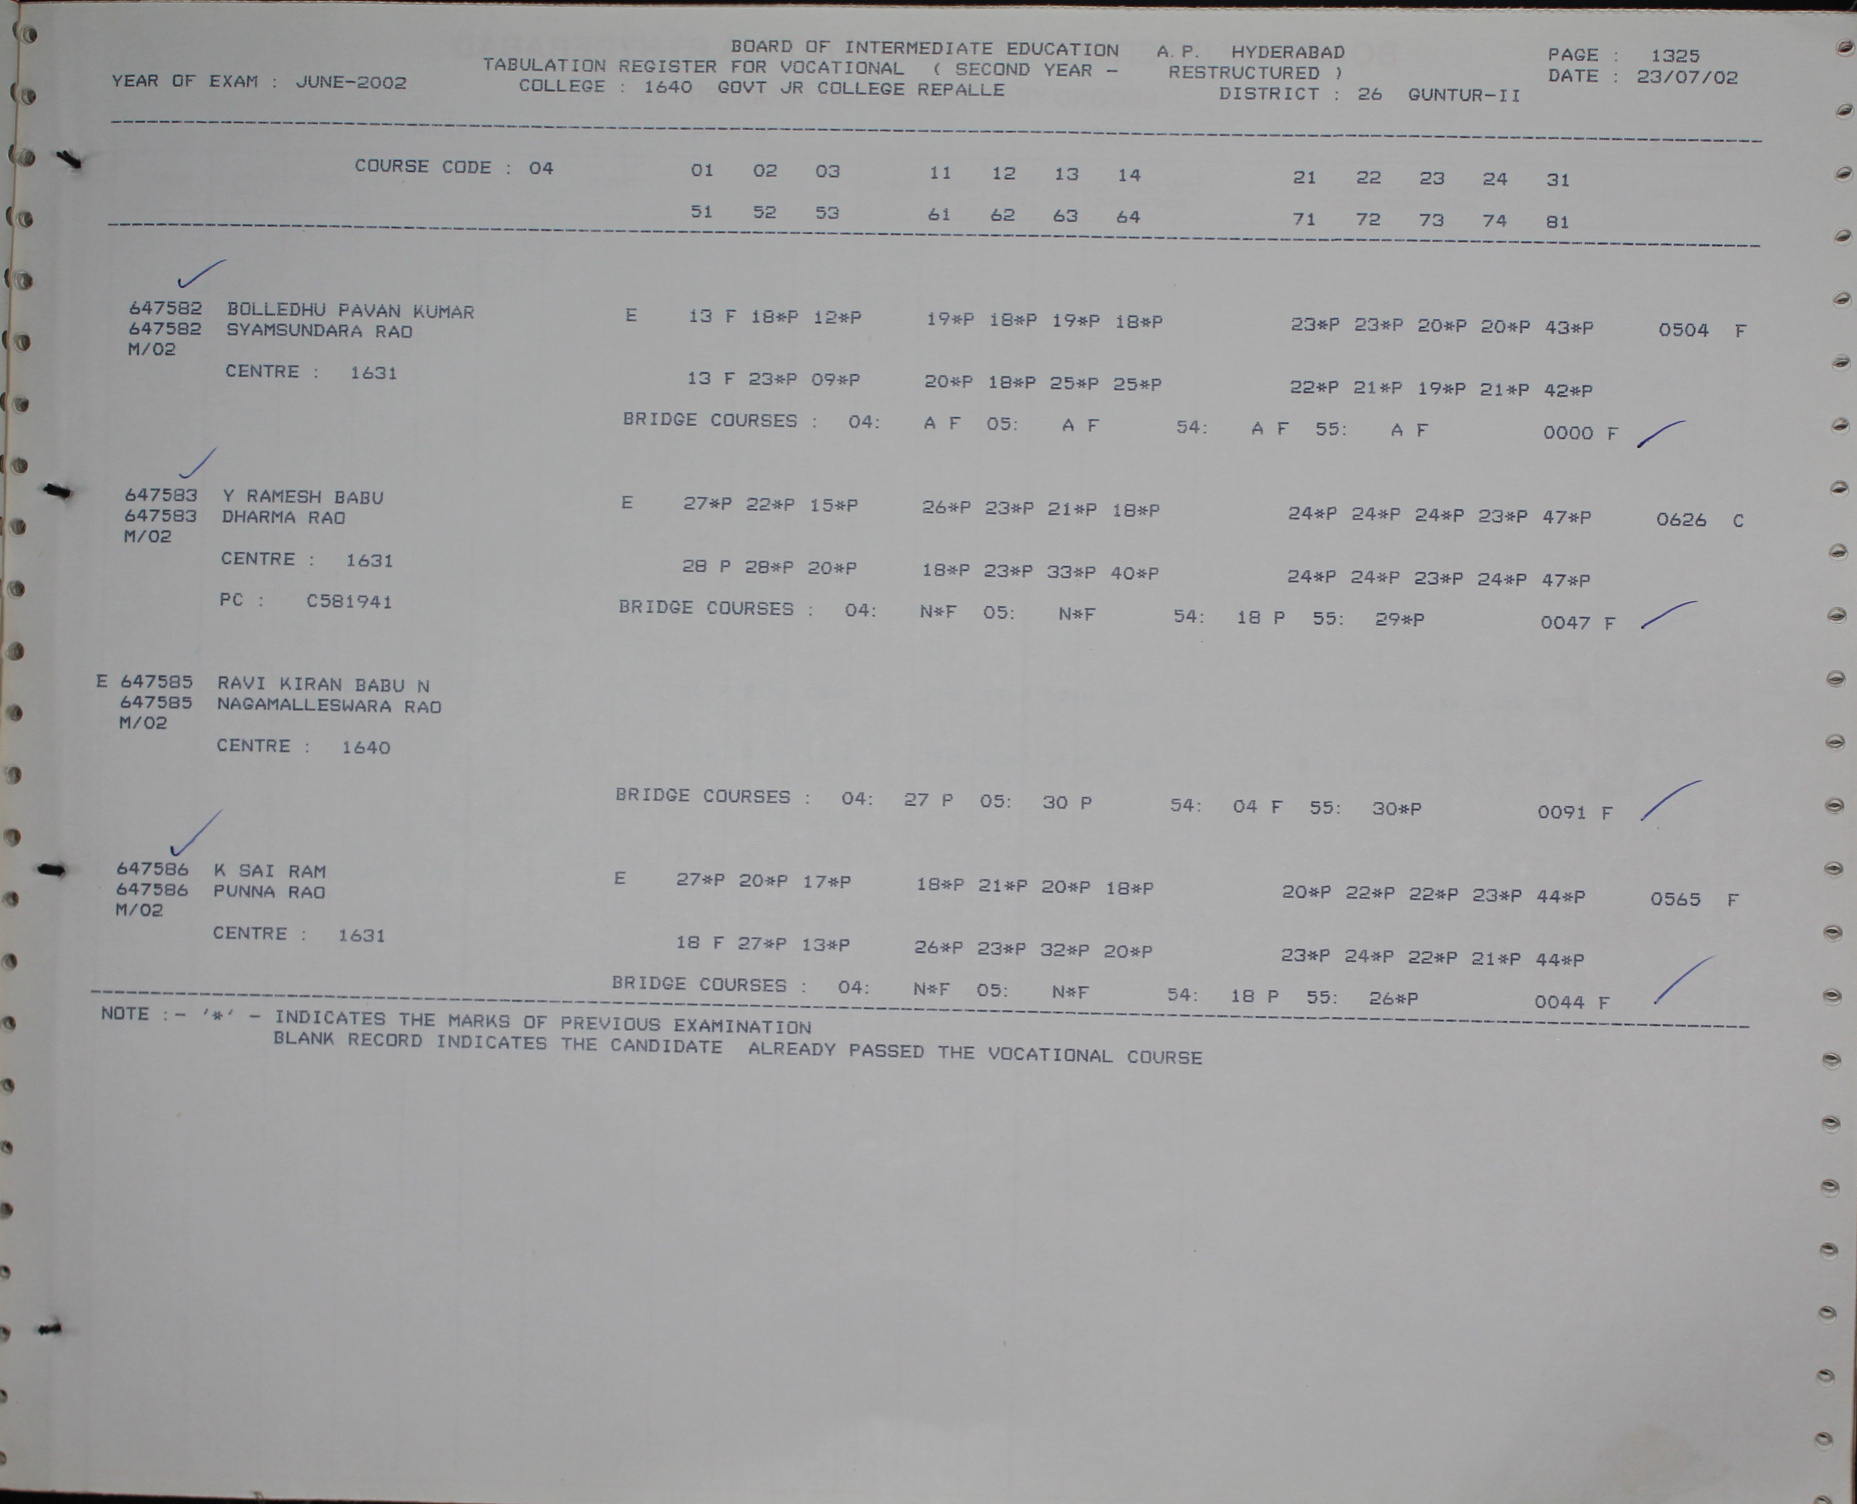 BOARD OF INTERMEDIATE EDUCATION A.P. HYDERABAD PAGE : 1325
TABULATION REGISTER FOR VOCATIONAL ( SECOND YEAR - RESTRUCTURED ) DATE : 23/07/02
YEAR OF EXAM : JUNE-2002 COLLEGE : 1640 GOVT JR COLLEGE REPALLE DISTRICT : 26 GUNTUR-II
COURSE CODE : 04 01 02 03 11 12 13 14 21 22 23 24 31
51 52 53 61 62 63 64 71 72 73 74 81
647582 BOLLEDHU PAVAN KUMAR E 13 F 18*P 12*P 19*P 18*P 19*P 18*P 23*P 23*P 20*P 20*P 43*P 0504 F
647582 SYAMSUNDARA RAO
M/02
CENTRE : 1631 13 F 23*P 09*P 20*P 18*P 25*P 25*P 22*P 21*P 19*P 21*P 42*P
BRIDGE COURSES : 04: A F 05: A F 54: A F 55: A F 0000 F
647583 Y RAMESH BABU E 27*P 22*P 15*P 26*P 23*P 21*P 18*P 24*P 24*P 24*P 23*P 47*P 0626 C
647583 DHARMA RAO
M/02
CENTRE : 1631 28 P 28*P 20*P 18*P 23*P 33*P 40*P 24*P 24*P 23*P 24*P 47*P
PC : C581941 BRIDGE COURSES : 04: N*F 05: N*F 54: 18 P 55: 29*P 0047 F
E 647585 RAVI KIRAN BABU N
647585 NAGAMALLESWARA RAO
M/02
CENTRE : 1640
BRIDGE COURSES : 04: 27 P 05: 30 P 54: 04 F 55: 30*P 0091 F
647586 K SAI RAM E 27*P 20*P 17*P 18*P 21*P 20*P 18*P 20*P 22*P 22*P 23*P 44*P 0565 F
647586 PUNNA RAO
M/02
CENTRE : 1631 18 F 27*P 13*P 26*P 23*P 32*P 20*P 23*P 24*P 22*P 21*P 44*P
BRIDGE COURSES : 04: N*F 05: N*F 54: 18 P 55: 26*P 0044 F
NOTE :- '*' - INDICATES THE MARKS OF PREVIOUS EXAMINATION
BLANK RECORD INDICATES THE CANDIDATE ALREADY PASSED THE VOCATIONAL COURSE